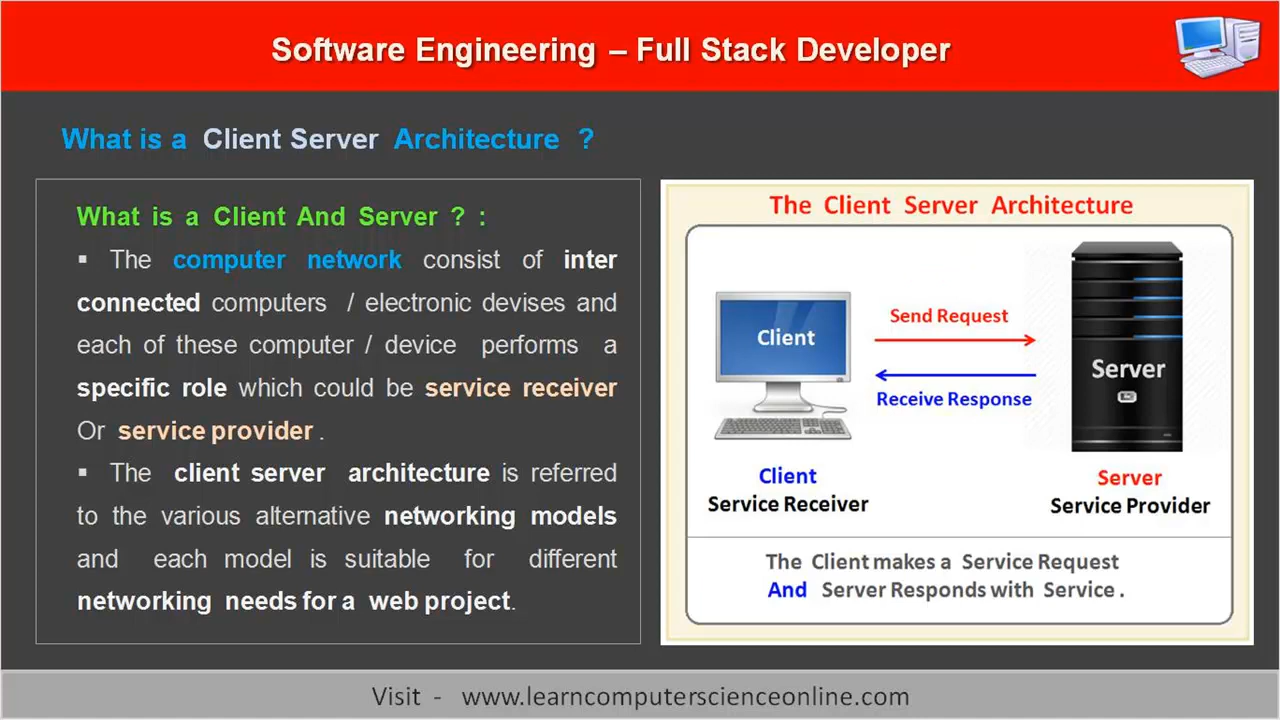 Software Engineering – Full Stack Developer
What is a Client Server Architecture ?
What is a Client And Server ? :
▪ The computer network consist of inter
connected computers / electronic devises and
each of these computer / device performs a
specific role which could be service receiver
Or service provider .
▪ The client server architecture is referred
to the various alternative networking models
and each model is suitable for different
networking needs for a web project.
The Client Server Architecture
Client
Send Request
Receive Response
Server
Client
Service Receiver
Server
Service Provider
The Client makes a Service Request
And Server Responds with Service .
Visit - www.learncomputerscienceonline.com